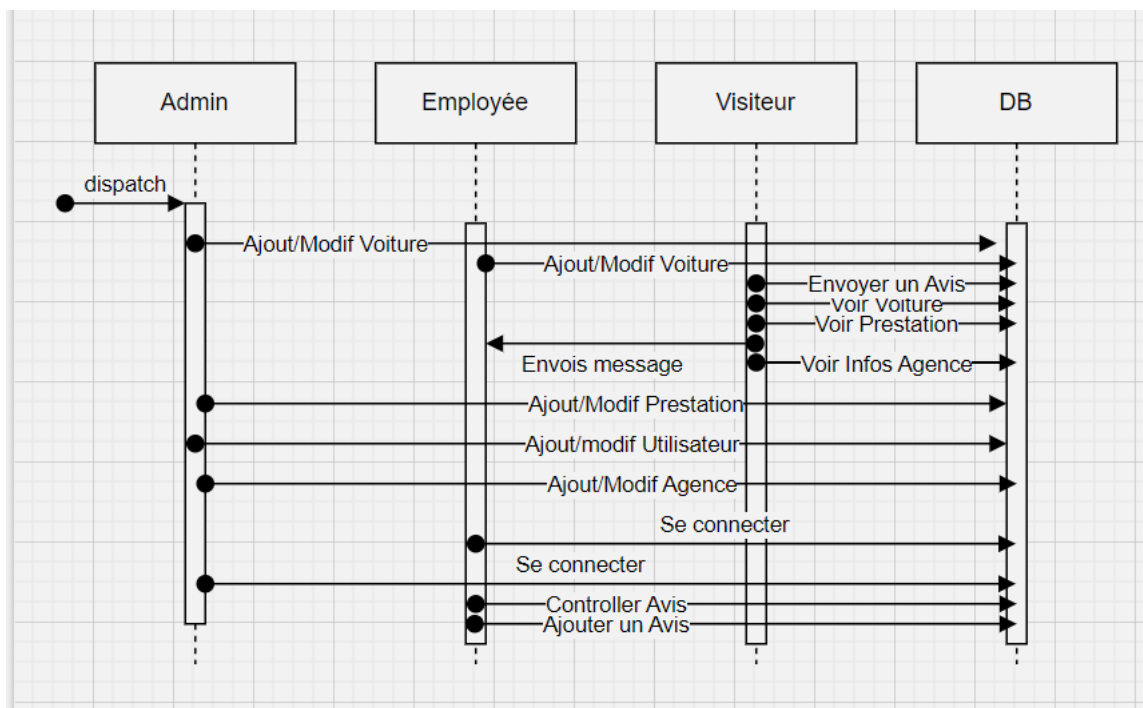 Admin
Employée
Visiteur
DB
dispatch
Ajout/Modif Voiture
Ajout/Modif Voiture
Envoyer un Avis
Voir Voiture
Voir Prestation
Envois message
Voir Infos Agence
Ajout/Modif Prestation
Ajout/modif Utilisateur
Ajout/Modif Agence
Se connecter
Se connecter
Controller Avis
Ajouter un Avis